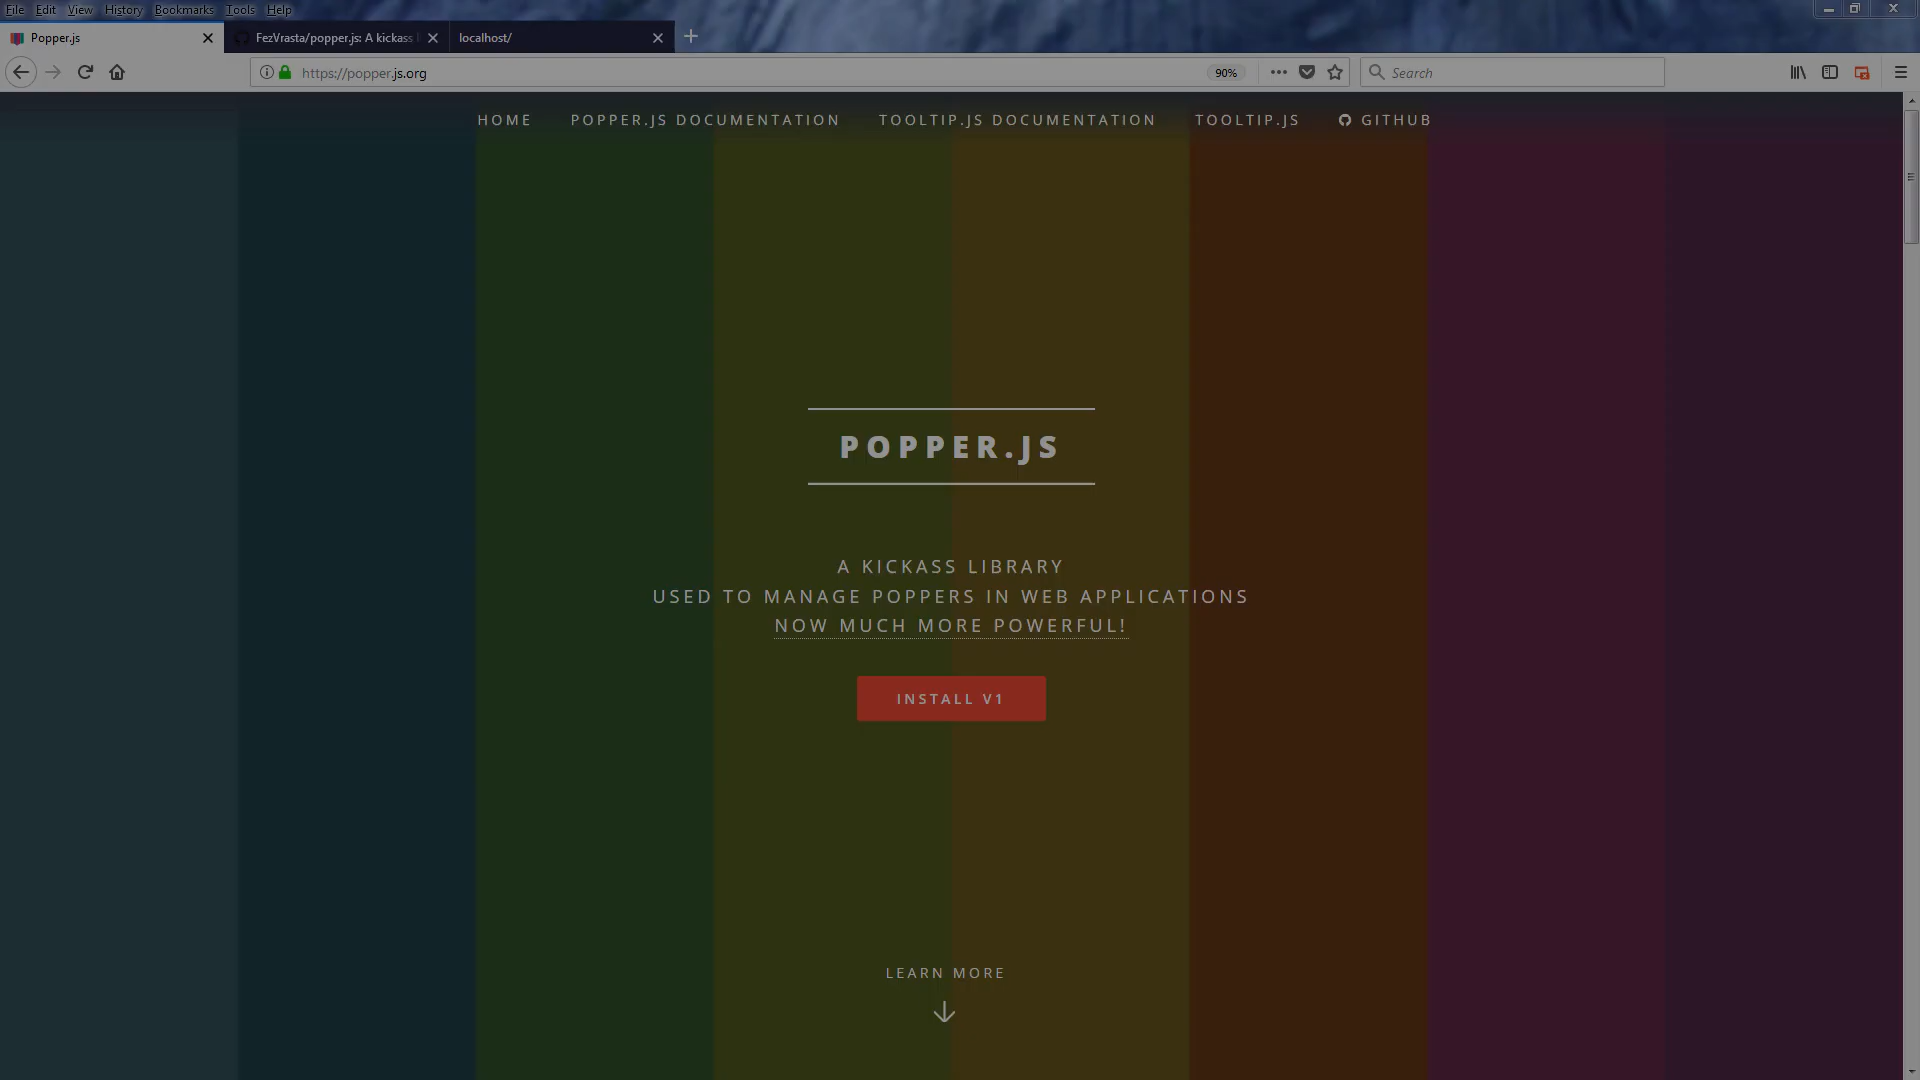 File Edit View History Bookmarks Tools Help
Popper.js
FezVrasta/popper.js: A kickass
localhost/
https://popper.js.org
90%
Search
HOME
POPPER.JS DOCUMENTATION
TOOLTIP.JS DOCUMENTATION
TOOLTIP.JS
GITHUB
POPPER.JS
A KICKASS LIBRARY
USED TO MANAGE POPPERS IN WEB APPLICATIONS
NOW MUCH MORE POWERFUL!
INSTALL V1
LEARN MORE